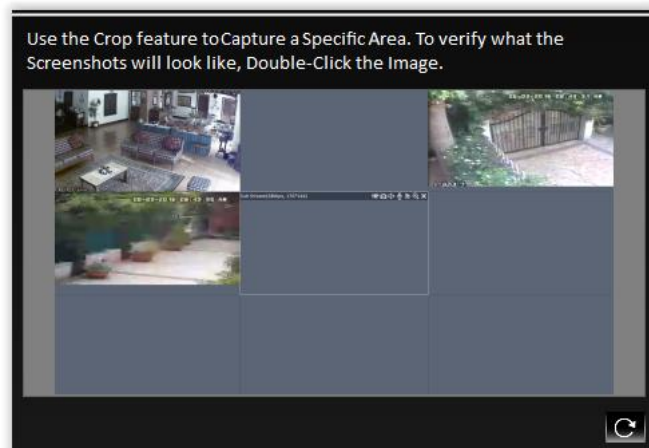 Use the Crop feature to Capture a Specific Area. To verify what the
Screenshots will look like, Double-Click the Image.